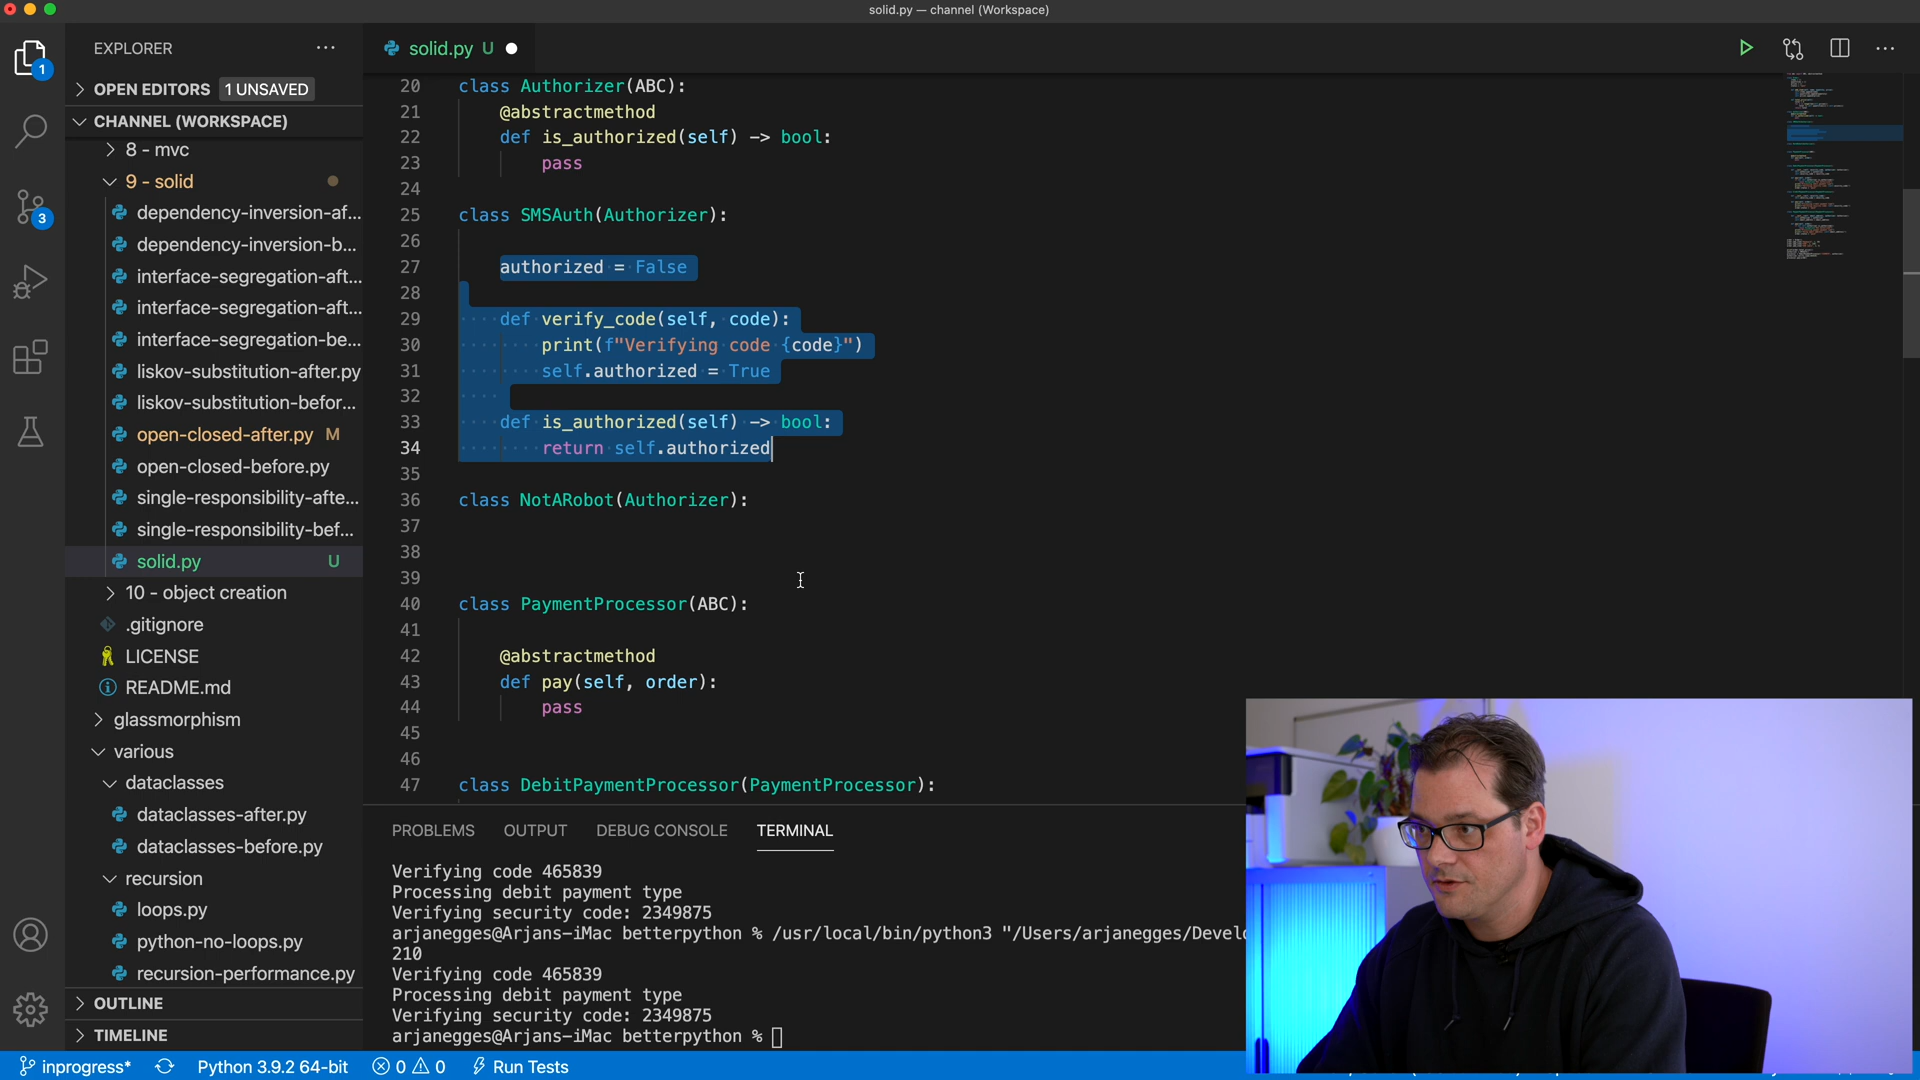 solid.py — channel (Workspace)
EXPLORER
OPEN EDITORS 1 UNSAVED
CHANNEL (WORKSPACE)
8 - mvc
9 - solid
dependency-inversion-af...
dependency-inversion-b...
interface-segregation-aft...
interface-segregation-aft...
interface-segregation-be...
liskov-substitution-after.py
liskov-substitution-befor...
open-closed-after.py M
open-closed-before.py
single-responsibility-afte...
single-responsibility-bef...
solid.py U
10 - object creation
.gitignore
LICENSE
README.md
glassmorphism
various
dataclasses
dataclasses-after.py
dataclasses-before.py
recursion
loops.py
python-no-loops.py
recursion-performance.py
OUTLINE
TIMELINE
1
3
solid.py U
20 class Authorizer(ABC):
21 @abstractmethod
22 def is_authorized(self) -> bool:
23 pass
24
25 class SMSAuth(Authorizer):
26
27 authorized = False
28
29 def verify_code(self, code):
30 print(f"Verifying code {code}")
31 self.authorized = True
32
33 def is_authorized(self) -> bool:
34 return self.authorized
35
36 class NotARobot(Authorizer):
37
38
39
40 class PaymentProcessor(ABC):
41
42 @abstractmethod
43 def pay(self, order):
44 pass
45
46
47 class DebitPaymentProcessor(PaymentProcessor):
PROBLEMS OUTPUT DEBUG CONSOLE TERMINAL
Verifying code 465839
Processing debit payment type
Verifying security code: 2349875
arjanegges@Arjans-iMac betterpython % /usr/local/bin/python3 "/Users/arjanegges/Develo
210
Verifying code 465839
Processing debit payment type
Verifying security code: 2349875
arjanegges@Arjans-iMac betterpython %
inprogress* Python 3.9.2 64-bit 0 0 Run Tests